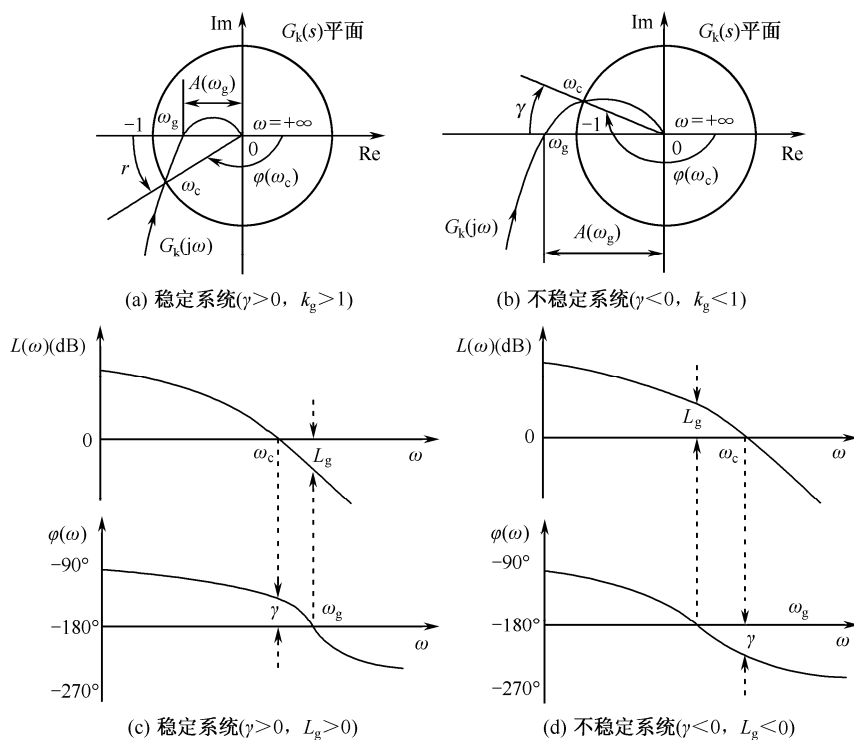 Im
G_k(s)平面
A(ω_g)
ω_g
-1
ω=+∞
0
Re
r
φ(ω_c)
ω_c
G_k(jω)
(a) 稳定系统(γ>0，k_g>1)
Im
G_k(s)平面
ω_c
γ
-1
ω=+∞
ω_g
0
Re
φ(ω_c)
G_k(jω)
A(ω_g)
(b) 不稳定系统(γ<0，k_g<1)
L(ω)(dB)
0
ω_c
L_g
ω
φ(ω)
−90°
γ
ω_g
−180°
ω
−270°
(c) 稳定系统(γ>0，L_g>0)
L(ω)(dB)
L_g
0
ω_c
ω
φ(ω)
−90°
ω_g
−180°
γ
ω
−270°
(d) 不稳定系统(γ<0，L_g<0)